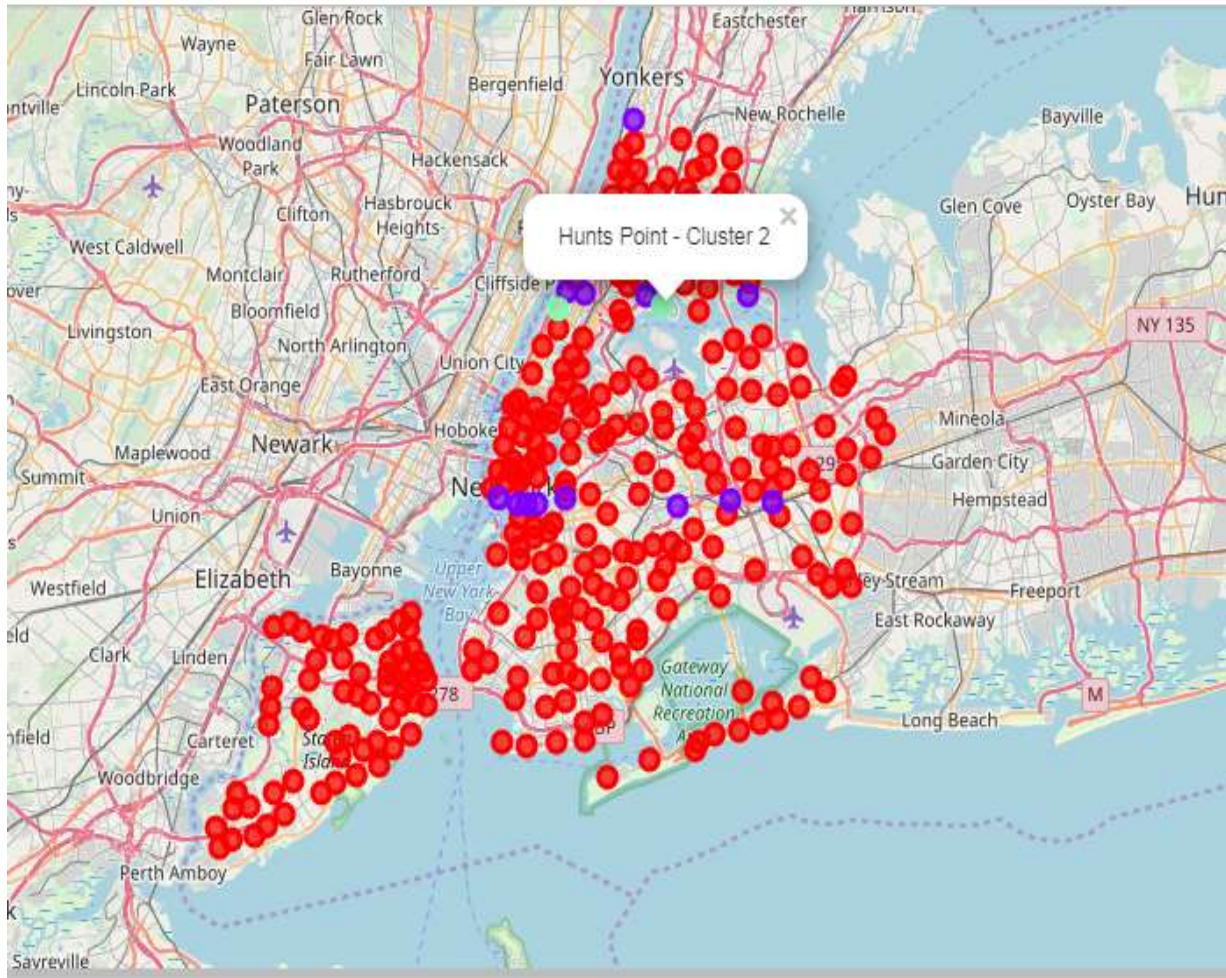 Harrison
Glen Rock
Eastchester
Wayne
Fair Lawn
Yonkers
Lincoln Park
Bergenfield
Paterson
New Rochelle
Bayville
Woodland
Park
Hackensack
Hasbrouck
Heights
Clifton
Glen Cove
Oyster Bay
×
Hunts Point - Cluster 2
West Caldwell
Montclair
Rutherford
Cliffside P
Bloomfield
Livingston
North Arlington
NY 135
Union City
East Orange
Maplewood
Newark
Hoboke
Mineola
Garden City
Summit
Union
Hempstead
Elizabeth
Bayonne
Upper
New York
Bay
Westfield
ey Stream
Freeport
East Rockaway
Clark
Linden
278
Gateway
National
Recreation
M
Long Beach
Carteret
Island
Woodbridge
Perth Amboy
Sayreville